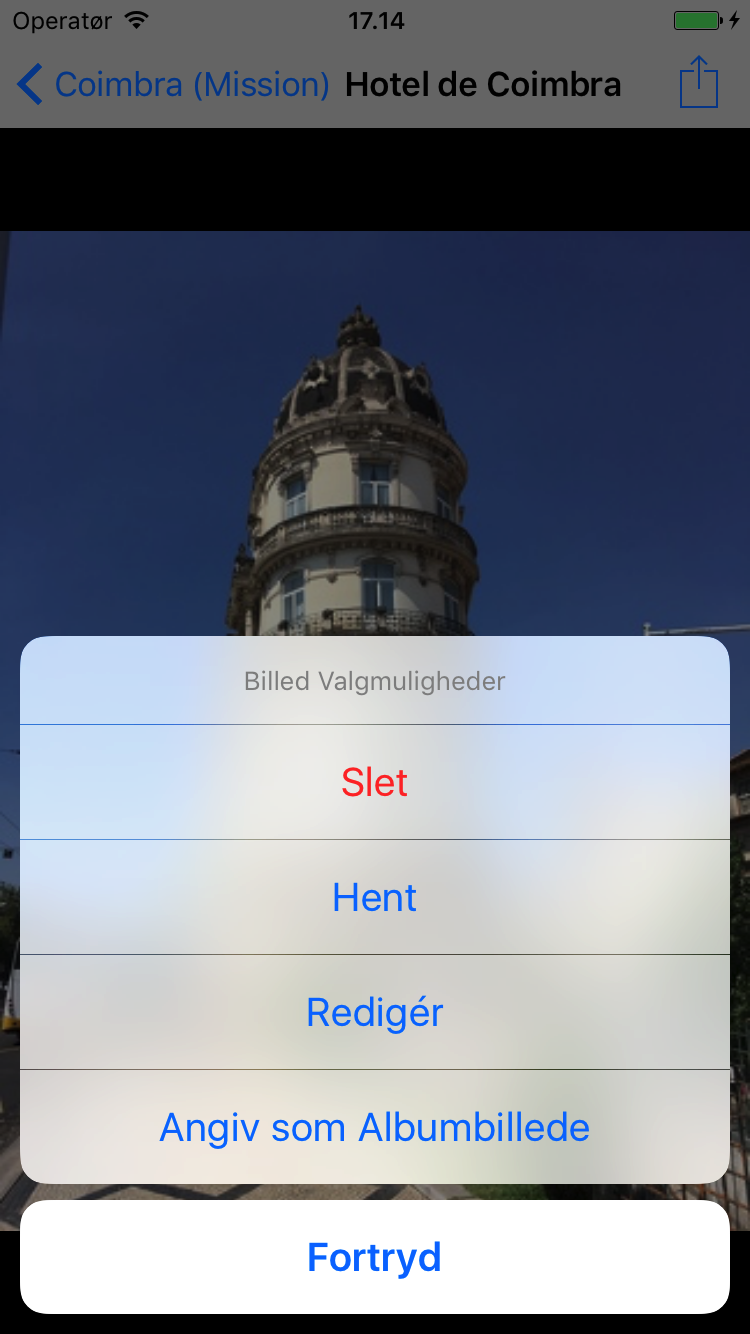 Operatør 17.14
Coimbra (Mission) Hotel de Coimbra
Billed Valgmuligheder
Slet
Hent
Redigér
Angiv som Albumbillede
Fortryd